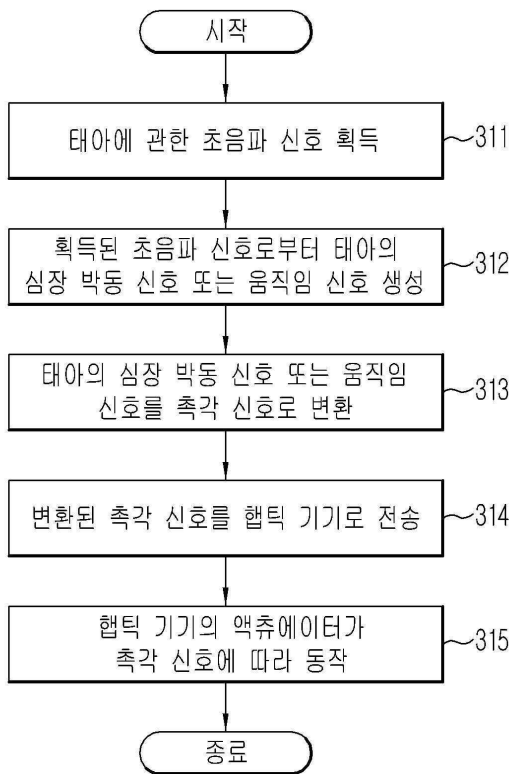 시작
태아에 관한 초음파 신호 획득
311
획득된 초음파 신호로부터 태아의
심장 박동 신호 또는 움직임 신호 생성
312
태아의 심장 박동 신호 또는 움직임
신호를 촉각 신호로 변환
313
변환된 촉각 신호를 햅틱 기기로 전송
314
햅틱 기기의 액츄에이터가
촉각 신호에 따라 동작
315
종료